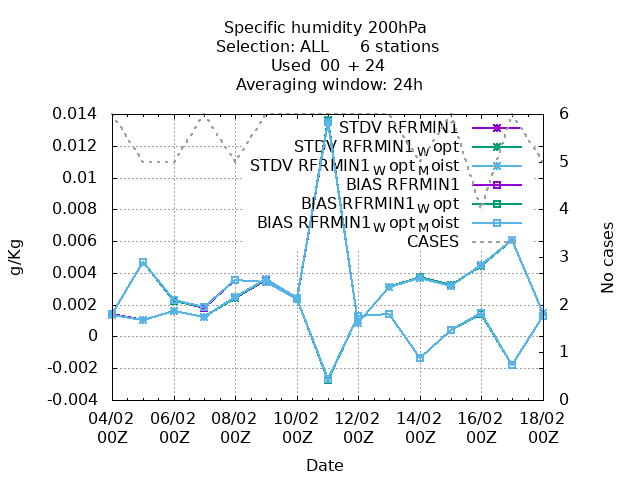 Specific humidity 200hPa
Selection: ALL 6 stations
Used 00 + 24
Averaging window: 24h
g/Kg
0.014
0.012
0.01
0.008
0.006
0.004
0.002
0
-0.002
-0.004
STDV RFRMIN1
STDV RFRMIN1_W opt
STDV RFRMIN1_W opt_M oist
BIAS RFRMIN1
BIAS RFRMIN1_W opt
BIAS RFRMIN1_W opt_M oist
CASES
6
5
4
3
2
1
0
No cases
04/02 06/02 08/02 10/02 12/02 14/02 16/02 18/02
00Z 00Z 00Z 00Z 00Z 00Z 00Z 00Z
Date